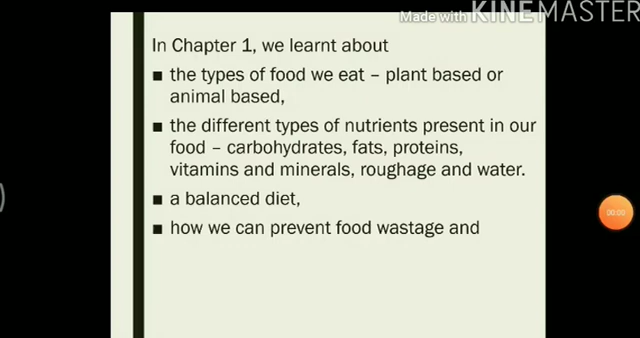 Made with KINEMASTER
In Chapter 1, we learnt about
■ the types of food we eat – plant based or
animal based,
■ the different types of nutrients present in our
food – carbohydrates, fats, proteins,
vitamins and minerals, roughage and water.
■ a balanced diet,
■ how we can prevent food wastage and
00:00